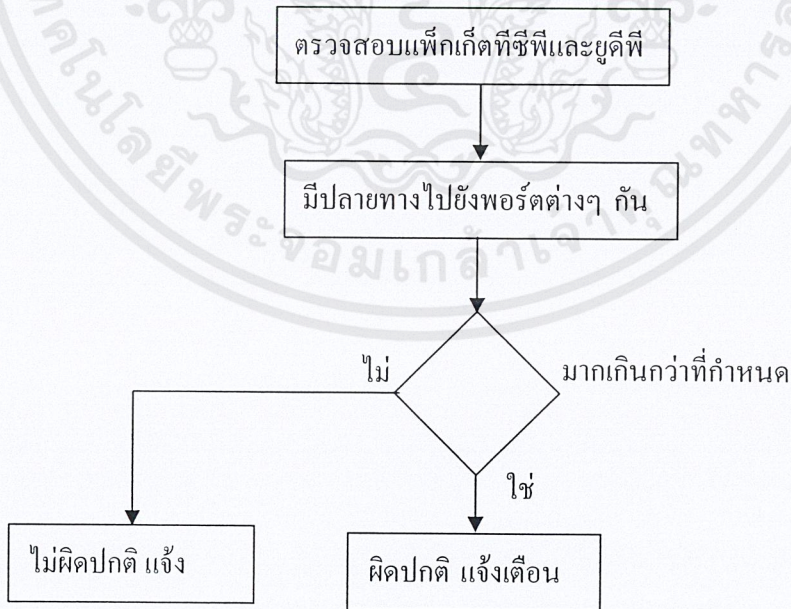 ตรวจสอบแพ็กเก็ตทีซีพีและยูดีพี
มีปลายทางไปยังพอร์ตต่างๆ กัน
ไม่
มากเกินกว่าที่กำหนด
ใช่
ไม่ผิดปกติ แจ้ง
ผิดปกติ แจ้งเตือน